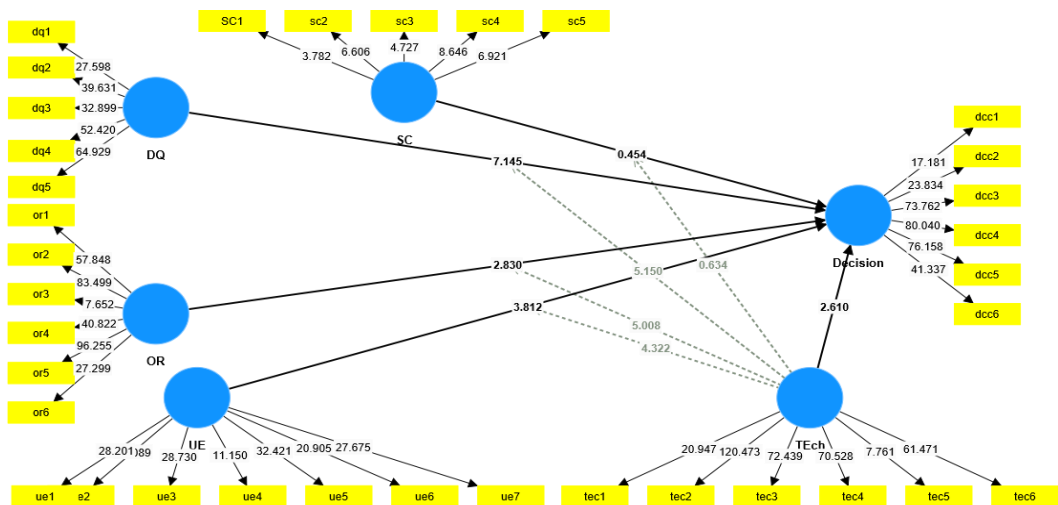 SC1
sc2
sc3
sc4
sc5
3.782
6.606
4.727
8.646
6.921
SC
dq1
dq2
dq3
dq4
dq5
27.598
39.631
32.899
52.420
64.929
DQ
or1
or2
or3
or4
or5
or6
57.848
83.499
7.652
40.822
96.255
27.299
OR
7.145
0.454
2.830
3.812
5.150
0.634
5.008
4.322
2.610
dcc1
dcc2
dcc3
dcc4
dcc5
dcc6
17.181
23.834
73.762
80.040
76.158
41.337
Decision
UE
28.201
089
28.730
11.150
32.421
20.905
27.675
ue1
e2
ue3
ue4
ue5
ue6
ue7
TEch
20.947
120.473
72.439
70.528
7.761
61.471
tec1
tec2
tec3
tec4
tec5
tec6